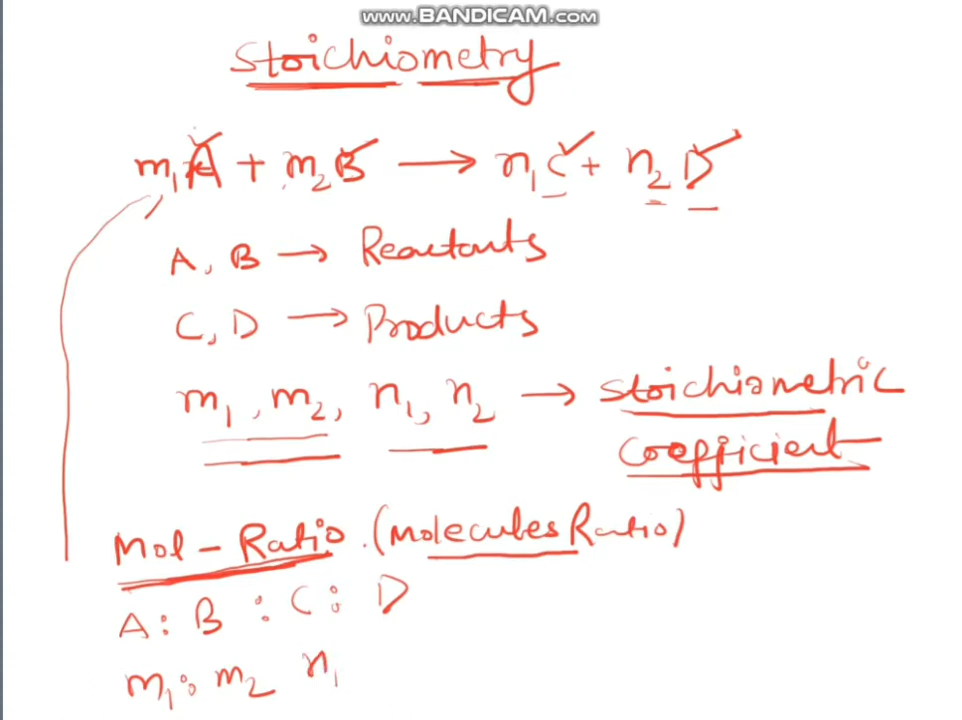 www.BANDICAM.com
Stoichiometry
m₁A + m₂B → n₁C + n₂D
A, B → Reactants
C, D → Products
m₁, m₂, n₁, n₂ → Stoichiometric
coefficient
Mol - Ratio. (Molecules Ratio)
A : B : C : D
m₁ : m₂ n₁